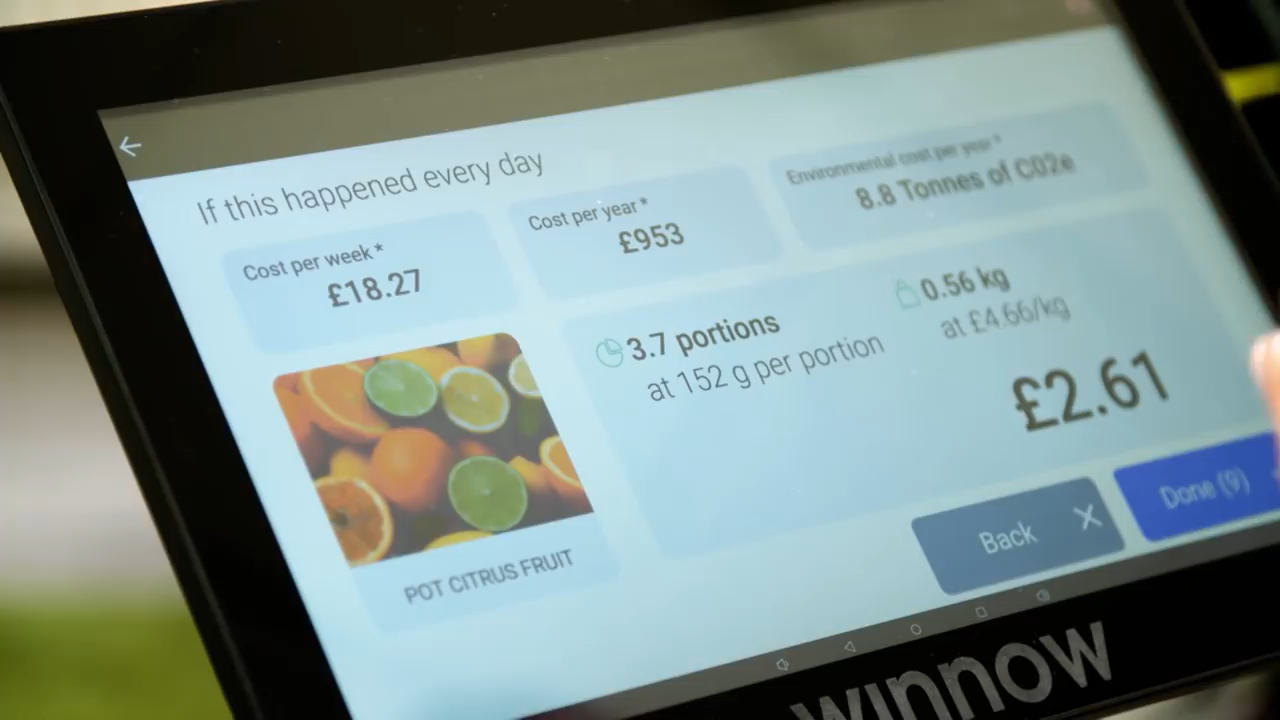 If this happened every day
Cost per week *
£18.27
Cost per year *
£953
Environmental cost per year *
8.8 Tonnes of C02e
3.7 portions
at 152 g per portion
0.56 kg
at £4.66/kg
£2.61
POT CITRUS FRUIT
Back
Done (9)
winnow